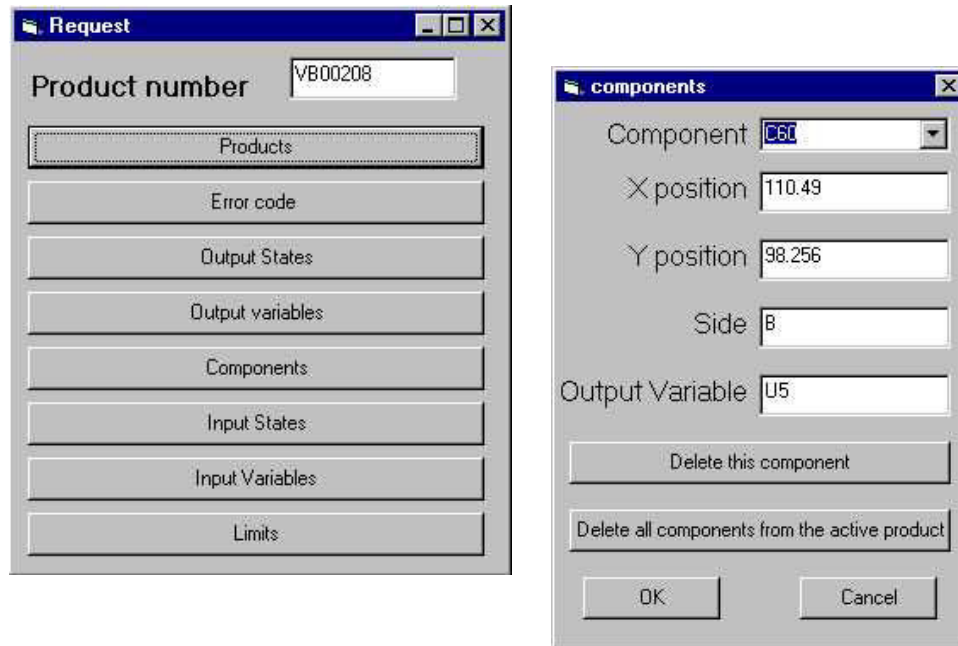 Request
Product number VB00208
Products
Error code
Output States
Output variables
Components
Input States
Input Variables
Limits
components
Component C60
X position 110.49
Y position 98.256
Side B
Output Variable U5
Delete this component
Delete all components from the active product
OK Cancel